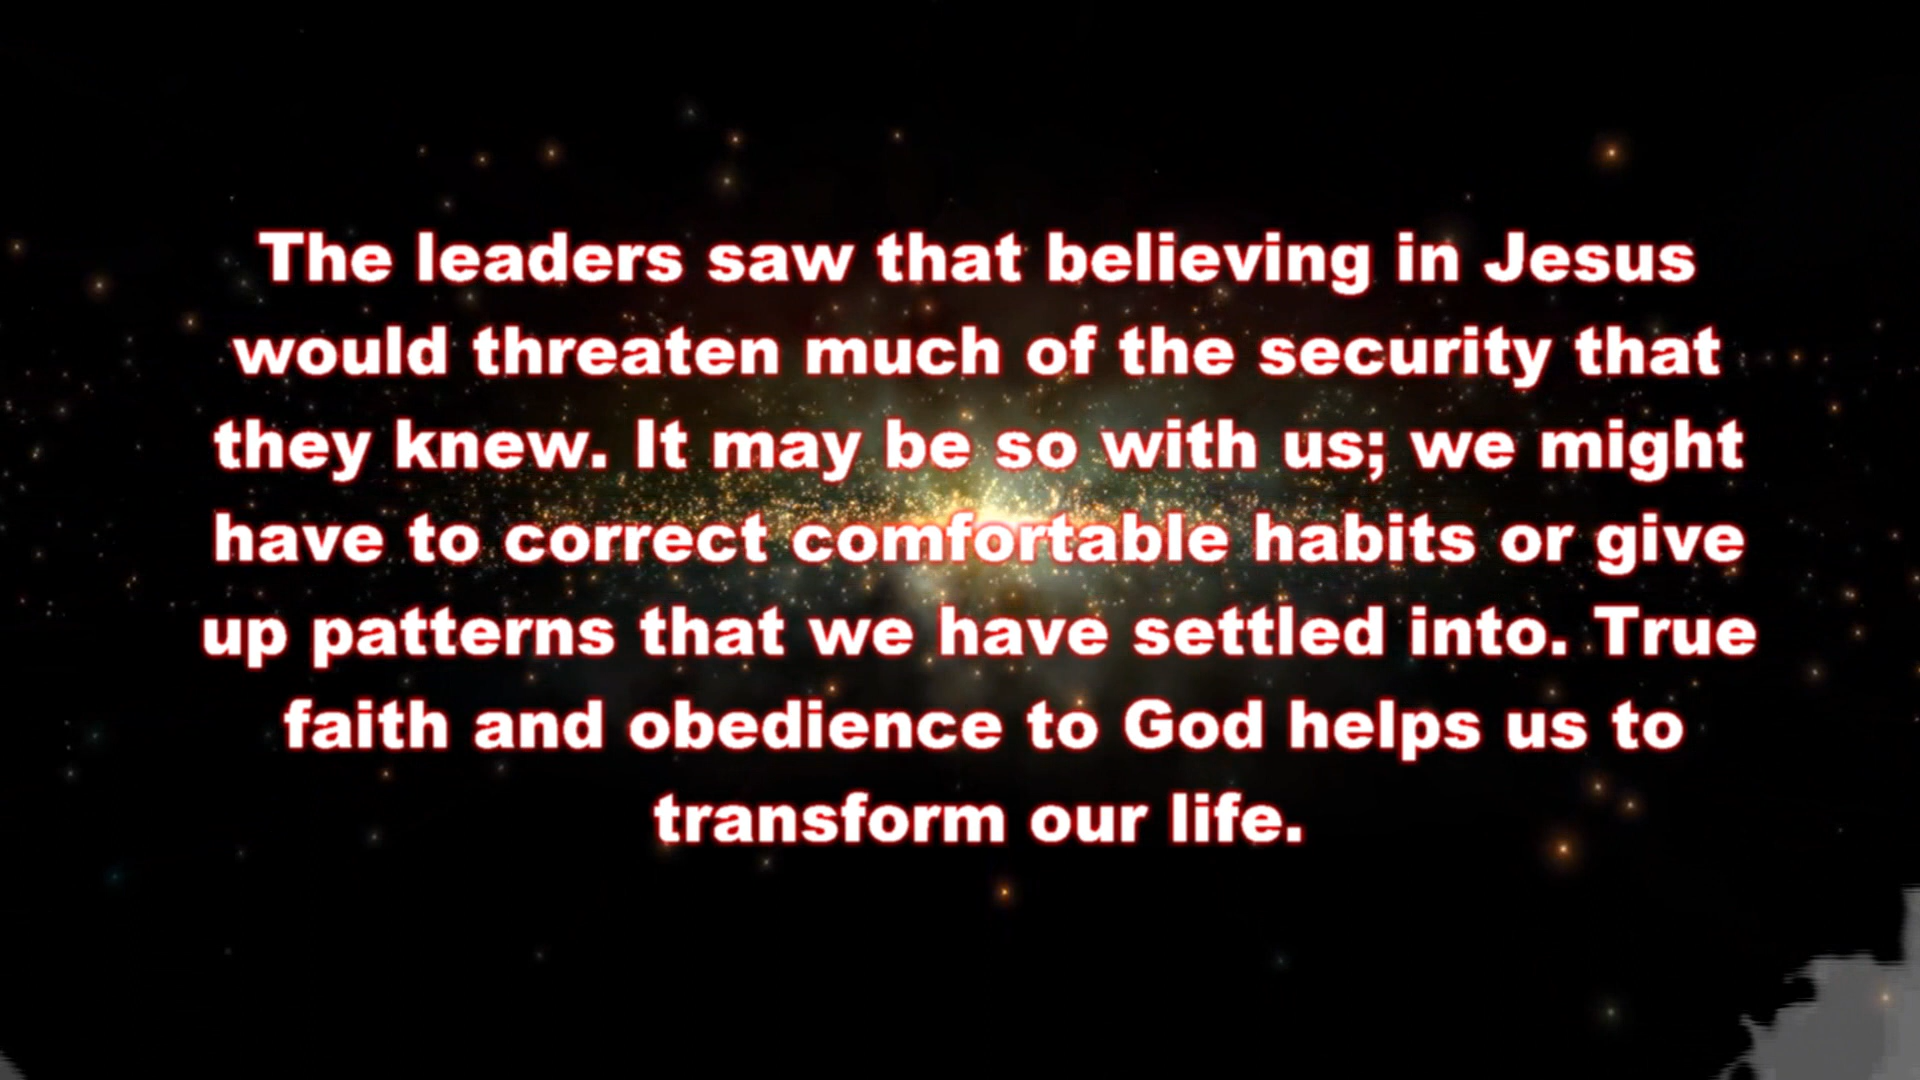 The leaders saw that believing in Jesus
would threaten much of the security that
they knew. It may be so with us; we might
have to correct comfortable habits or give
up patterns that we have settled into. True
faith and obedience to God helps us to
transform our life.